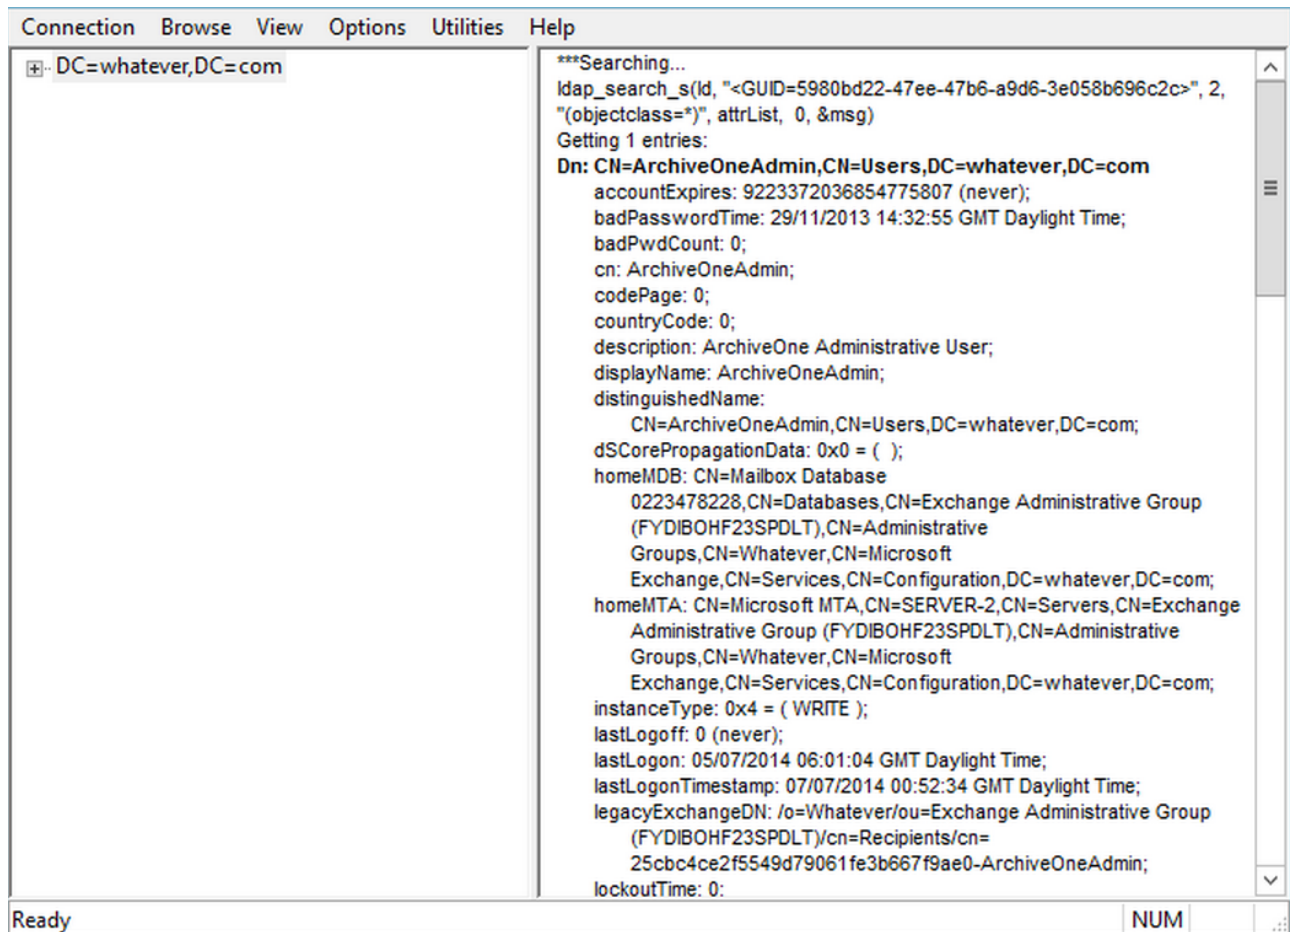 Connection Browse View Options Utilities Help
DC=whatever,DC=com
***Searching...
ldap_search_s(ld, "<GUID=5980bd22-47ee-47b6-a9d6-3e058b696c2c>", 2,
"(objectclass=*)", attrList, 0, &msg)
Getting 1 entries:
Dn: CN=ArchiveOneAdmin,CN=Users,DC=whatever,DC=com
accountExpires: 9223372036854775807 (never);
badPasswordTime: 29/11/2013 14:32:55 GMT Daylight Time;
badPwdCount: 0;
cn: ArchiveOneAdmin;
codePage: 0;
countryCode: 0;
description: ArchiveOne Administrative User;
displayName: ArchiveOneAdmin;
distinguishedName:
CN=ArchiveOneAdmin,CN=Users,DC=whatever,DC=com;
dSCorePropagationData: 0x0 = (  );
homeMDB: CN=Mailbox Database
0223478228,CN=Databases,CN=Exchange Administrative Group
(FYDIBOHF23SPDLT),CN=Administrative
Groups,CN=Whatever,CN=Microsoft
Exchange,CN=Services,CN=Configuration,DC=whatever,DC=com;
homeMTA: CN=Microsoft MTA,CN=SERVER-2,CN=Servers,CN=Exchange
Administrative Group (FYDIBOHF23SPDLT),CN=Administrative
Groups,CN=Whatever,CN=Microsoft
Exchange,CN=Services,CN=Configuration,DC=whatever,DC=com;
instanceType: 0x4 = ( WRITE );
lastLogoff: 0 (never);
lastLogon: 05/07/2014 06:01:04 GMT Daylight Time;
lastLogonTimestamp: 07/07/2014 00:52:34 GMT Daylight Time;
legacyExchangeDN: /o=Whatever/ou=Exchange Administrative Group
(FYDIBOHF23SPDLT)/cn=Recipients/cn=
25cbc4ce2f5549d79061fe3b667f9ae0-ArchiveOneAdmin;
lockoutTime: 0;
Ready NUM